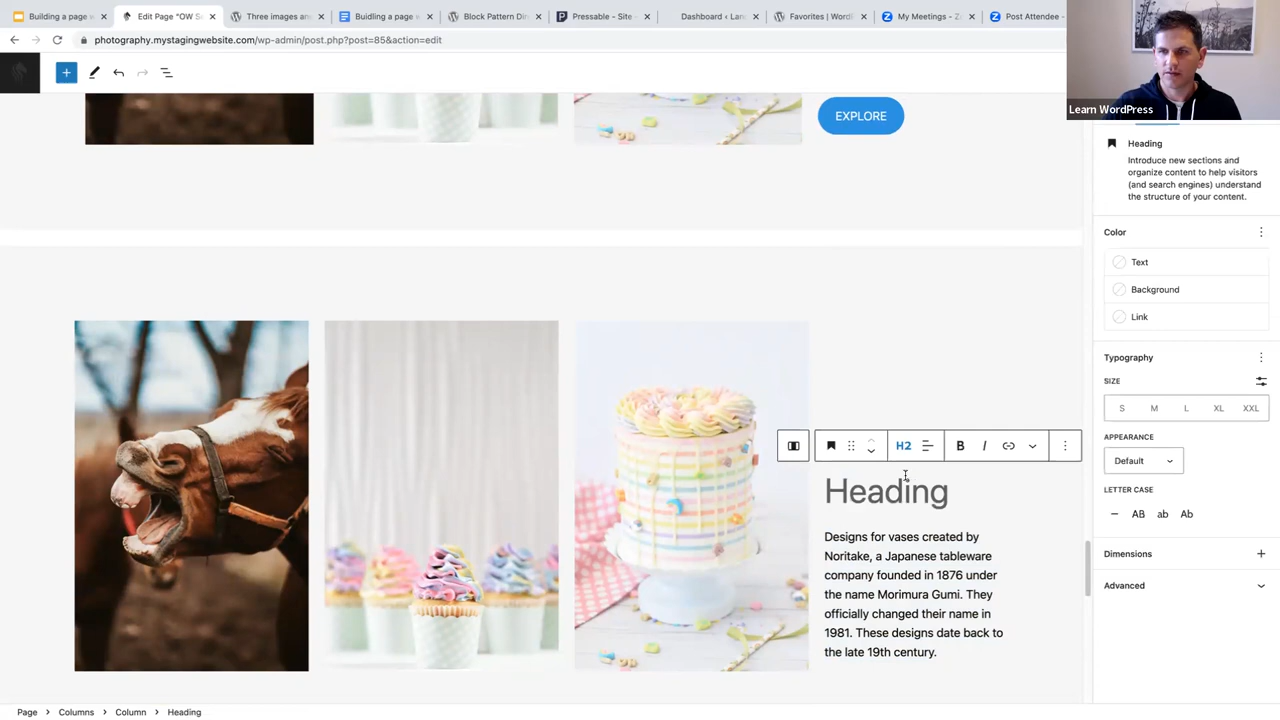 Building a page w
Edit Page "OW S
Three images an
Buidling a page w
Block Pattern Dir
Pressable - Site -
Dashboard ‹ Lan
Favorites | WordP
My Meetings - Z
Post Attendee -
photography.mystagingwebsite.com/wp-admin/post.php?post=85&action=edit
Learn WordPress
EXPLORE
Heading
Introduce new sections and
organize content to help visitors
(and search engines) understand
the structure of your content.
Color
Text
Background
Link
Typography
SIZE
S M L XL XXL
APPEARANCE
Default
LETTER CASE
— AB ab Ab
Dimensions
Advanced
H2 B I
Heading
Designs for vases created by
Noritake, a Japanese tableware
company founded in 1876 under
the name Morimura Gumi. They
officially changed their name in
1981. These designs date back to
the late 19th century.
Page Columns Column Heading